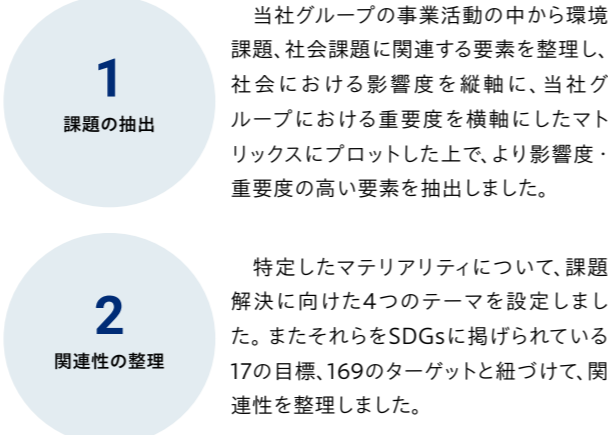 1
課題の抽出
当社グループの事業活動の中から環境
課題、社会課題に関連する要素を整理し、
社会における影響度を縦軸に、当社グ
ループにおける重要度を横軸にしたマト
リックスにプロットした上で、より影響度・
重要度の高い要素を抽出しました。
2
関連性の整理
特定したマテリアリティについて、課題
解決に向けた4つのテーマを設定しまし
た。またそれらをSDGsに掲げられている
17の目標、169のターゲットと紐づけて、関
連性を整理しました。